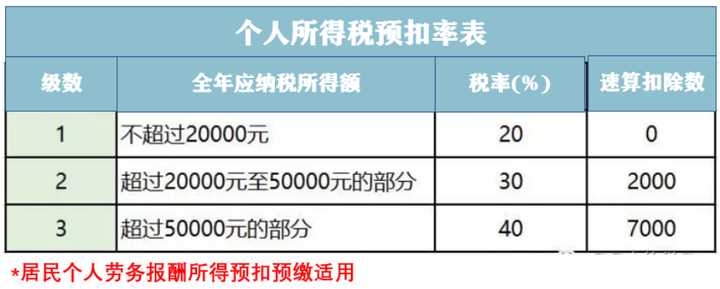 个人所得税预扣率表
级数 全年应纳税所得额 税率(%) 速算扣除数
1 不超过20000元 20 0
2 超过20000元至50000元的部分 30 2000
3 超过50000元的部分 40 7000
*居民个人劳务报酬所得预扣预缴适用